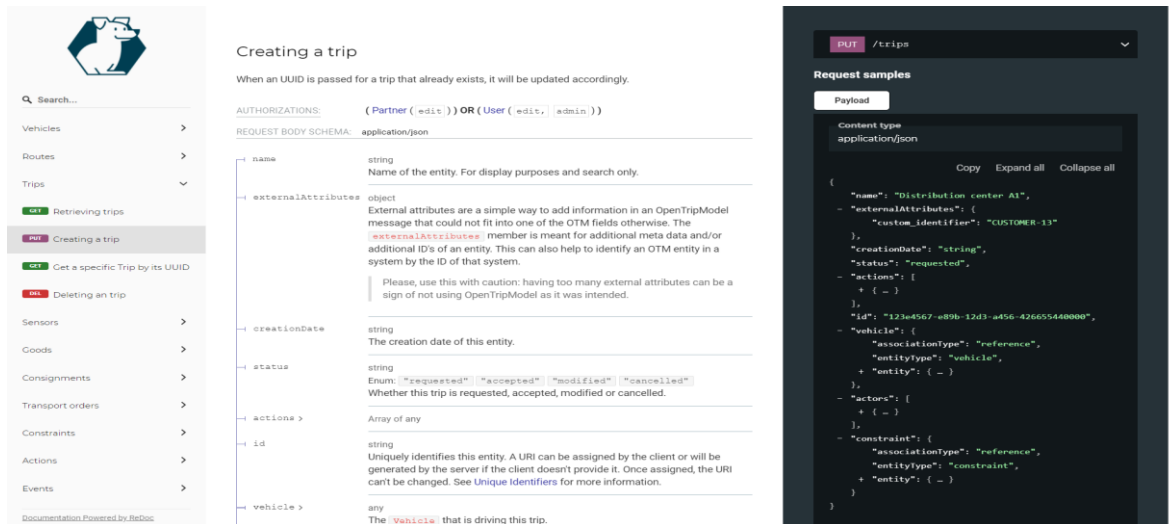 Search...
Vehicles
Routes
Trips
GET Retrieving trips
PUT Creating a trip
GET Get a specific Trip by its UUID
DEL Deleting an trip
Sensors
Goods
Consignments
Transport orders
Constraints
Actions
Events
Documentation Powered by ReDoc
Creating a trip
When an UUID is passed for a trip that already exists, it will be updated accordingly.
AUTHORIZATIONS: ( Partner ( edit ) ) OR ( User ( edit, admin ) )
REQUEST BODY SCHEMA: application/json
name string
Name of the entity. For display purposes and search only.
externalAttributes object
External attributes are a simple way to add information in an OpenTripModel
message that could not fit into one of the OTM fields otherwise. The
externalAttributes member is meant for additional meta data and/or
additional ID's of an entity. This can also help to identify an OTM entity in a
system by the ID of that system.
Please, use this with caution: having too many external attributes can be a
sign of not using OpenTripModel as it was intended.
creationDate string
The creation date of this entity.
status string
Enum: "requested" "accepted" "modified" "cancelled"
Whether this trip is requested, accepted, modified or cancelled.
actions > Array of any
id string
Uniquely identifies this entity. A URI can be assigned by the client or will be
generated by the server if the client doesn't provide it. Once assigned, the URI
can't be changed. See Unique Identifiers for more information.
vehicle > any
The Vehicle that is driving this trip.
PUT /trips
Request samples
Payload
Content type
application/json
Copy Expand all Collapse all
{
"name": "Distribution center A1",
- "externalAttributes": {
"custom_identifier": "CUSTOMER-13"
},
"creationDate": "string",
"status": "requested",
- "actions": [
+ { … }
],
"id": "123e4567-e89b-12d3-a456-426655440000",
- "vehicle": {
"associationType": "reference",
"entityType": "vehicle",
+ "entity": { … }
},
- "actors": [
+ { … }
],
- "constraint": {
"associationType": "reference",
"entityType": "constraint",
+ "entity": { … }
}
}